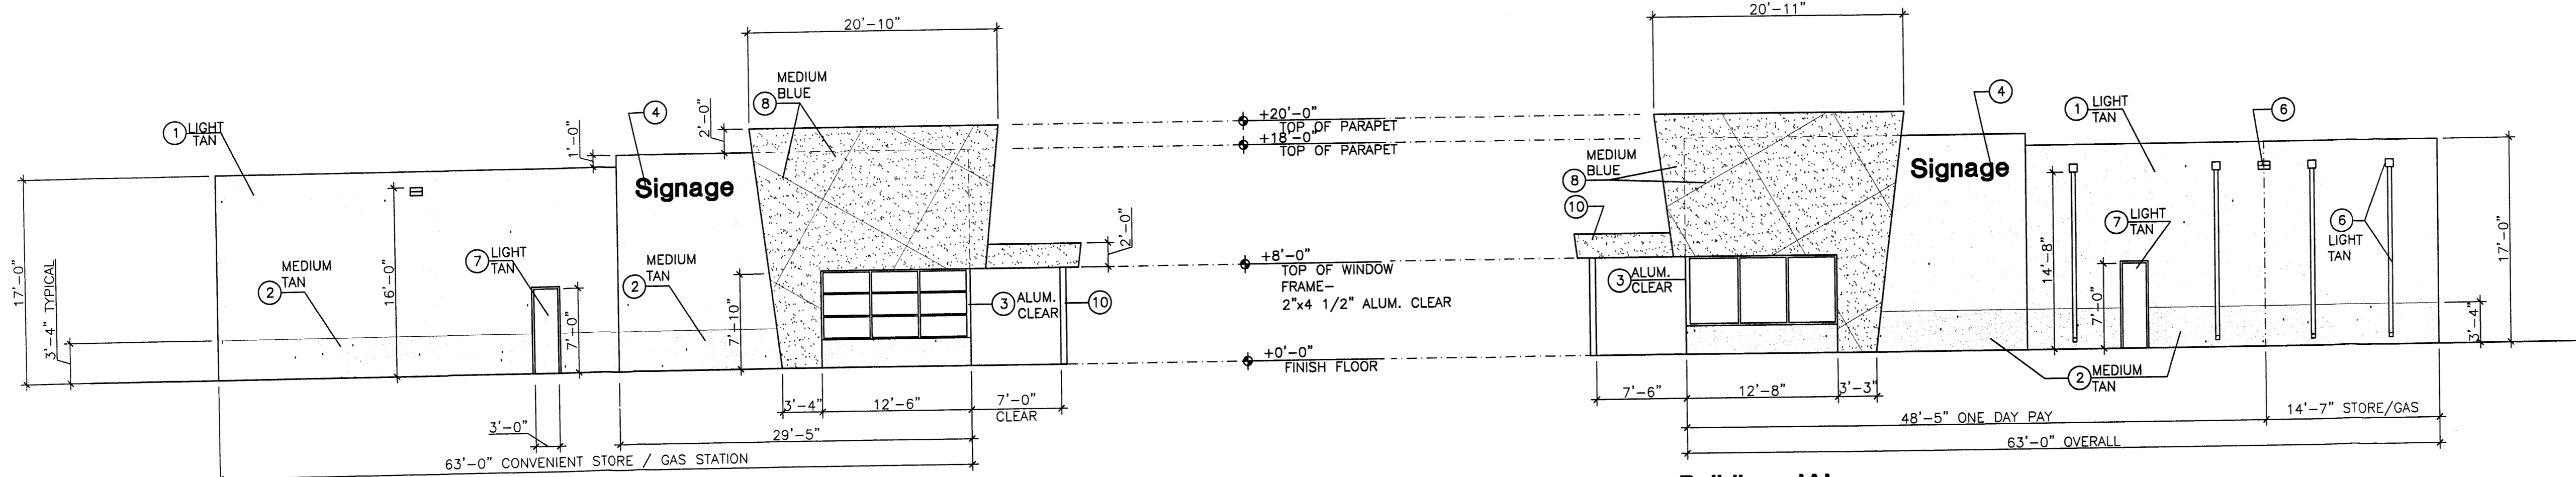 20'-10"
MEDIUM
BLUE
8
4
1 LIGHT
TAN
1'-0"
2'-0"
Signage
17'-0"
3'-4" TYPICAL
MEDIUM
TAN
2
16'-0"
7 LIGHT
TAN
7'-0"
MEDIUM
TAN
2
7'-10"
2'-0"
3 ALUM.
CLEAR
10
3'-4"
12'-6"
7'-0"
CLEAR
3'-0"
29'-5"
63'-0" CONVENIENT STORE / GAS STATION
+20'-0"
TOP OF PARAPET
+18'-0"
TOP OF PARAPET
+8'-0"
TOP OF WINDOW
FRAME-
2"x4 1/2" ALUM. CLEAR
+0'-0"
FINISH FLOOR
20'-11"
4
MEDIUM
BLUE
8
10
Signage
1 LIGHT
TAN
6
3 ALUM.
CLEAR
14'-8"
7 LIGHT
TAN
7'-0"
6
LIGHT
TAN
17'-0"
3'-4"
2 MEDIUM
TAN
7'-6"
12'-8"
3'-3"
48'-5" ONE DAY PAY
14'-7" STORE/GAS
63'-0" OVERALL